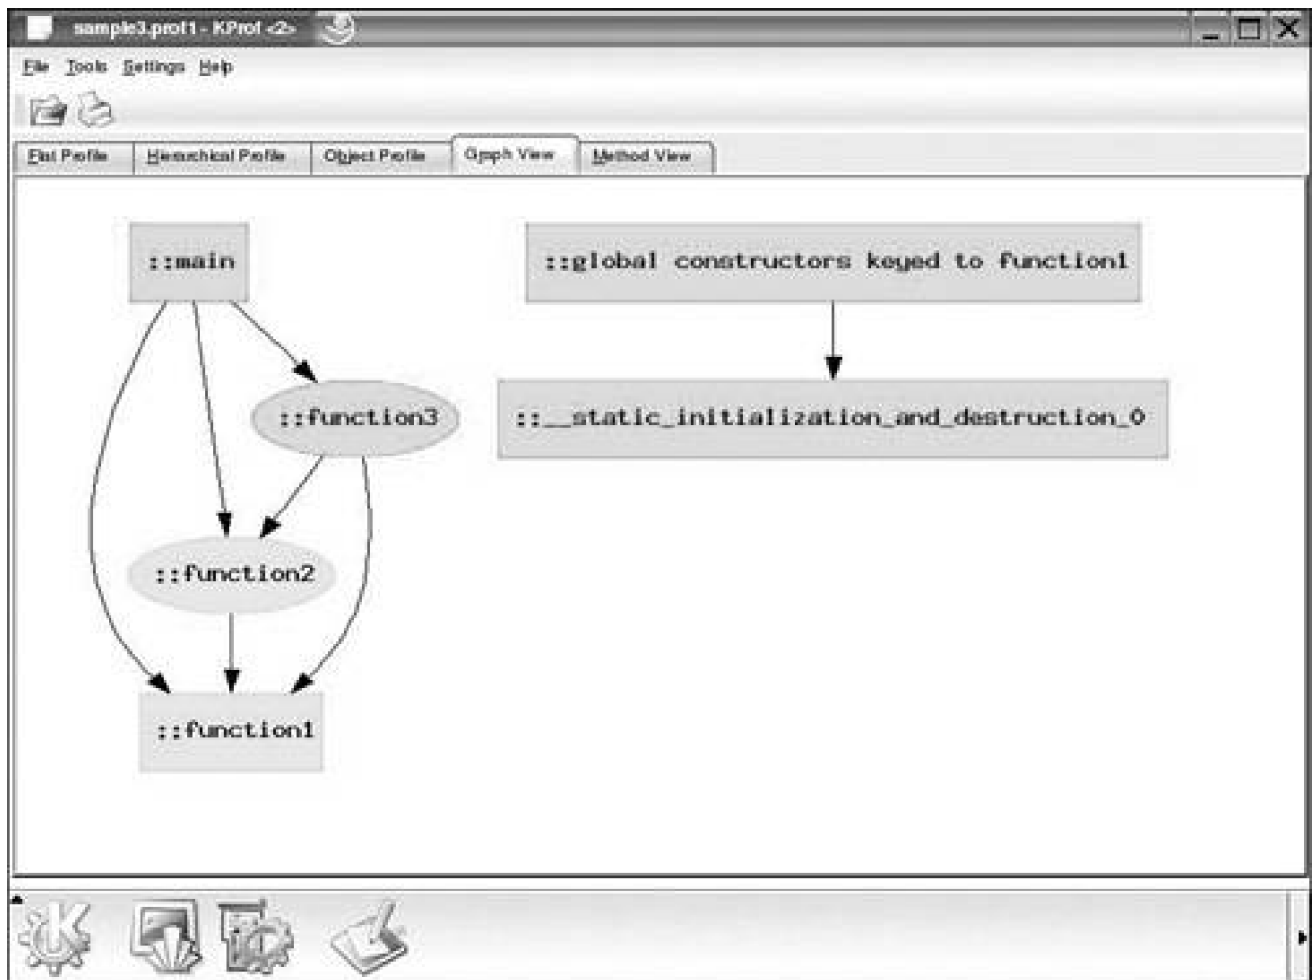 sample3.prof1 - KProf <2>
File Tools Settings Help
Flat Profile Hierarchical Profile Object Profile Graph View Method View
::main
::global constructors keyed to function1
::function3
::__static_initialization_and_destruction_0
::function2
::function1